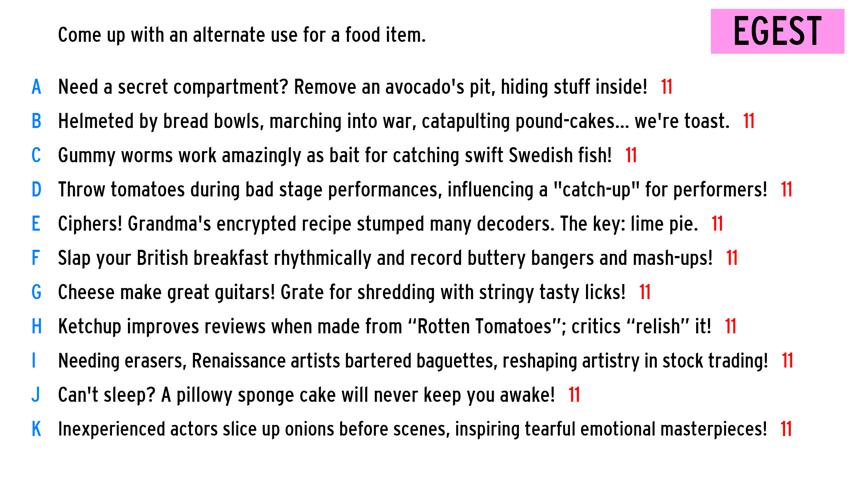 Come up with an alternate use for a food item.
EGEST
A Need a secret compartment? Remove an avocado's pit, hiding stuff inside! 11
B Helmeted by bread bowls, marching into war, catapulting pound-cakes... we're toast. 11
C Gummy worms work amazingly as bait for catching swift Swedish fish! 11
D Throw tomatoes during bad stage performances, influencing a "catch-up" for performers! 11
E Ciphers! Grandma's encrypted recipe stumped many decoders. The key: lime pie. 11
F Slap your British breakfast rhythmically and record buttery bangers and mash-ups! 11
G Cheese make great guitars! Grate for shredding with stringy tasty licks! 11
H Ketchup improves reviews when made from “Rotten Tomatoes”; critics “relish” it! 11
I Needing erasers, Renaissance artists bartered baguettes, reshaping artistry in stock trading! 11
J Can't sleep? A pillowy sponge cake will never keep you awake! 11
K Inexperienced actors slice up onions before scenes, inspiring tearful emotional masterpieces! 11